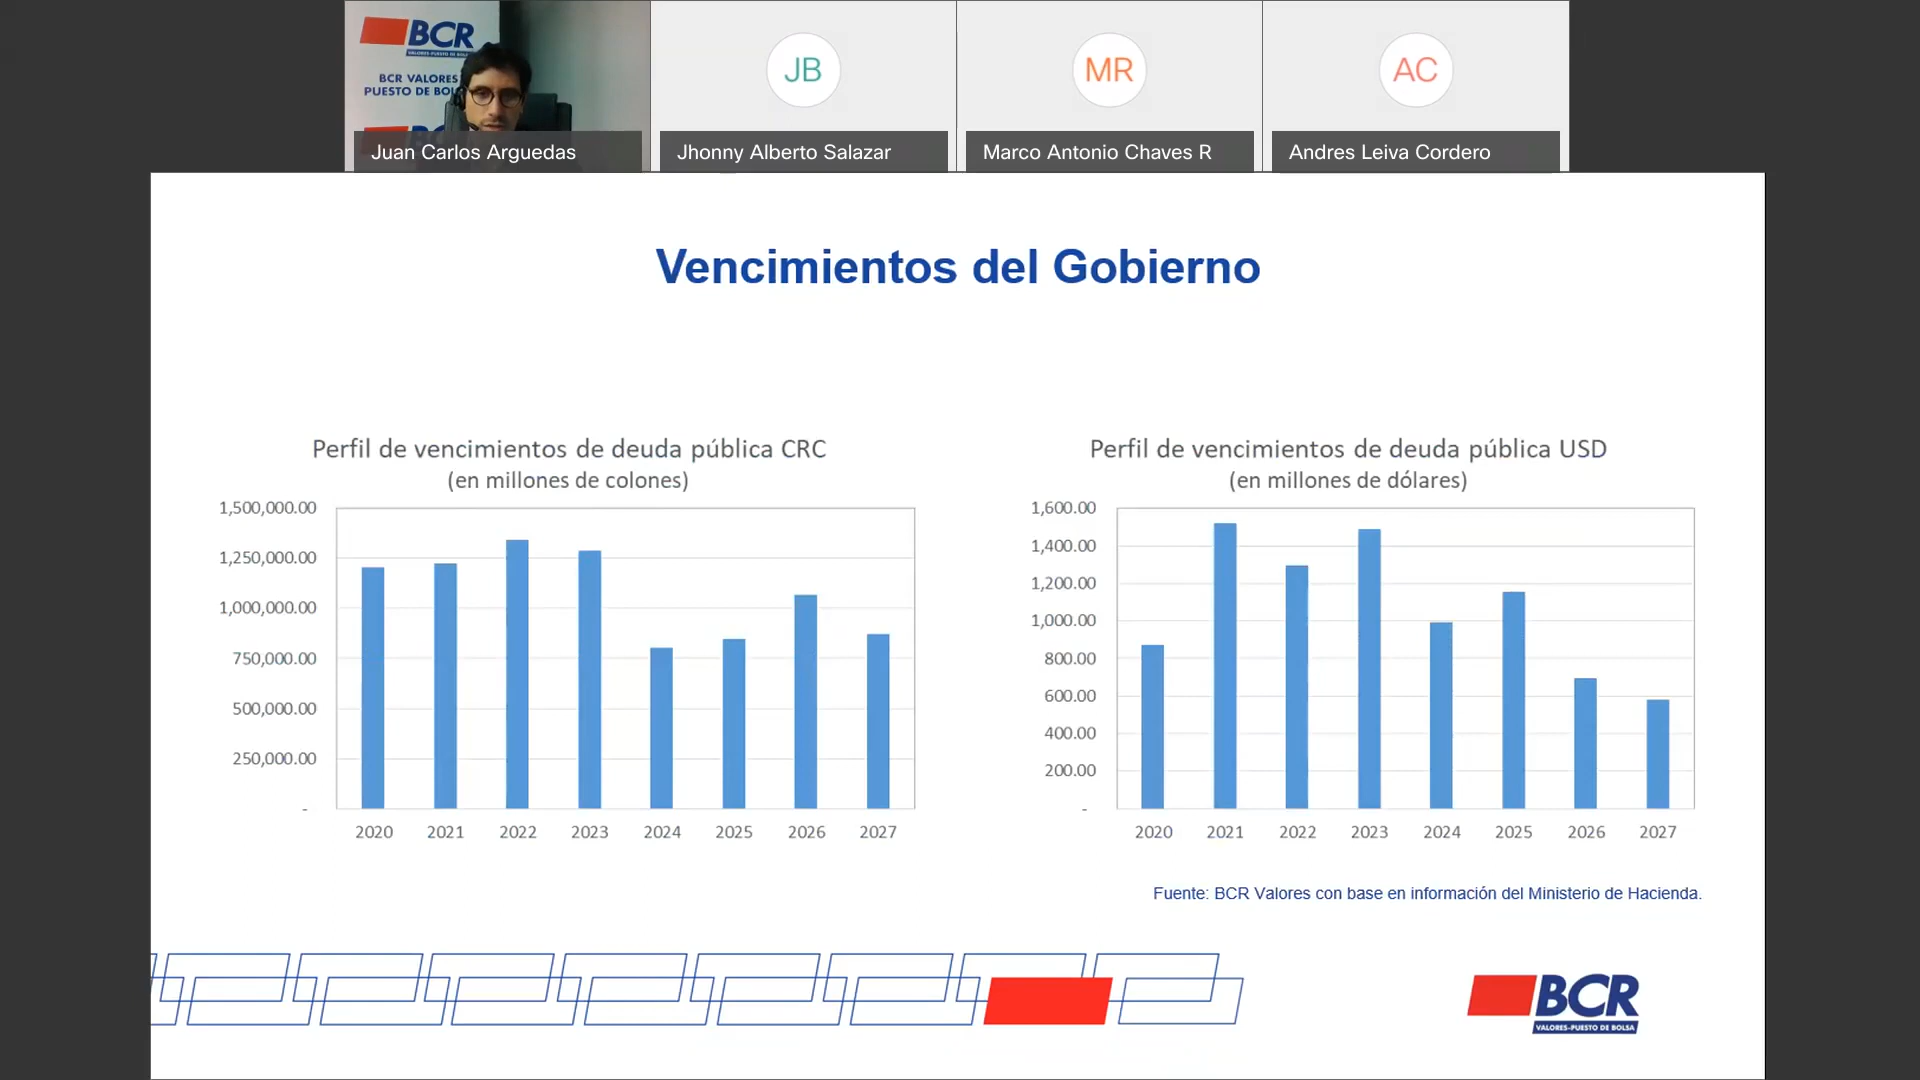 BCR
VALORES-PUESTO DE BOLSA
BCR VALORES
PUESTO DE
JB
MR
AC
Juan Carlos Arguedas
Jhonny Alberto Salazar
Marco Antonio Chaves R
Andres Leiva Cordero
Vencimientos del Gobierno
Perfil de vencimientos de deuda pública CRC
(en millones de colones)
1,500,000.00
1,250,000.00
1,000,000.00
750,000.00
500,000.00
250,000.00
-
2020 2021 2022 2023 2024 2025 2026 2027
Perfil de vencimientos de deuda pública USD
(en millones de dólares)
1,600.00
1,400.00
1,200.00
1,000.00
800.00
600.00
400.00
200.00
-
2020 2021 2022 2023 2024 2025 2026 2027
Fuente: BCR Valores con base en información del Ministerio de Hacienda.
BCR
VALORES-PUESTO DE BOLSA